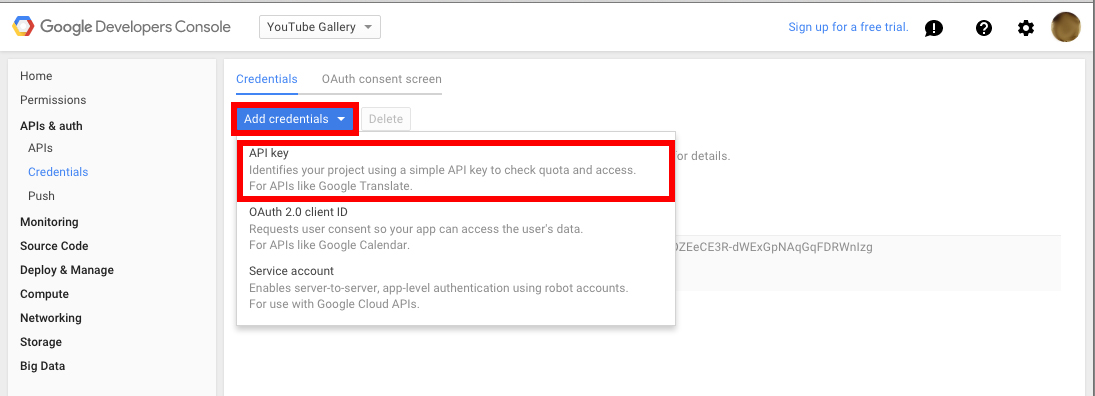 Google Developers Console
YouTube Gallery
Sign up for a free trial.
Home
Permissions
APIs & auth
APIs
Credentials
Push
Monitoring
Source Code
Deploy & Manage
Compute
Networking
Storage
Big Data
Credentials
OAuth consent screen
Add credentials
Delete
API key
Identifies your project using a simple API key to check quota and access.
For APIs like Google Translate.
OAuth 2.0 client ID
Requests user consent so your app can access the user's data.
For APIs like Google Calendar.
Service account
Enables server-to-server, app-level authentication using robot accounts.
For use with Google Cloud APIs.
for details.